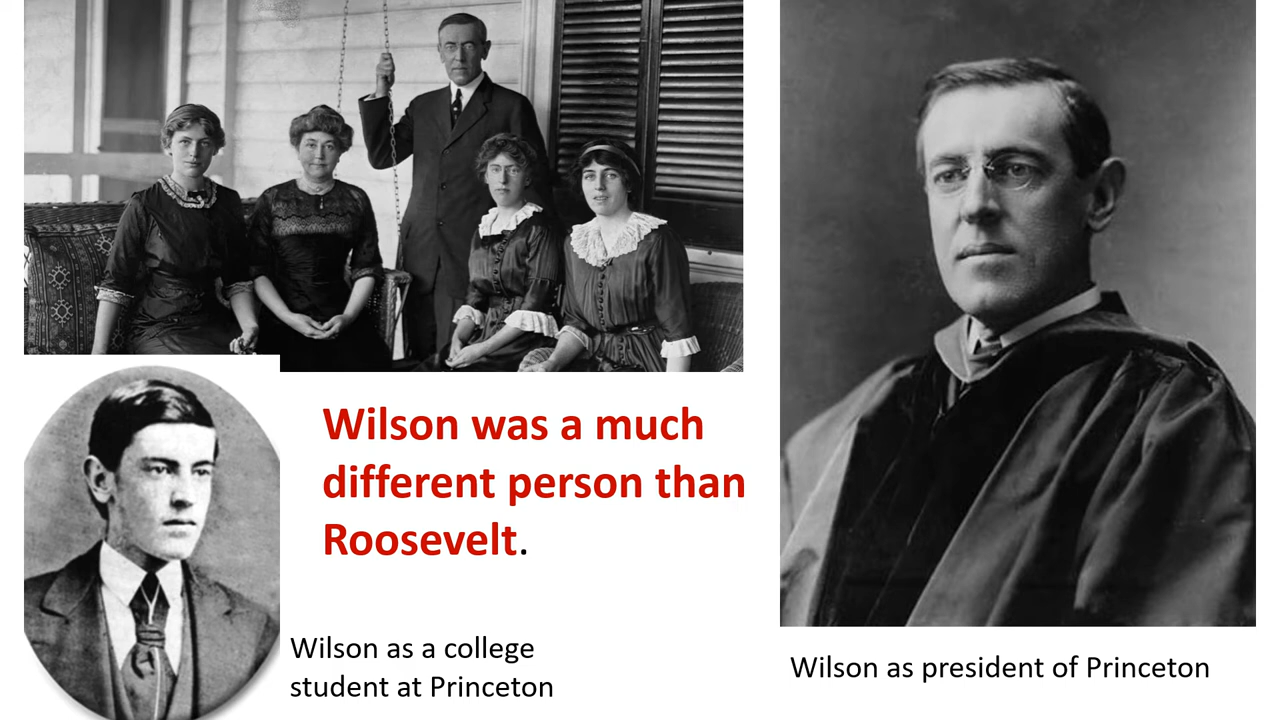 Wilson was a much
different person than
Roosevelt.
Wilson as a college
student at Princeton
Wilson as president of Princeton